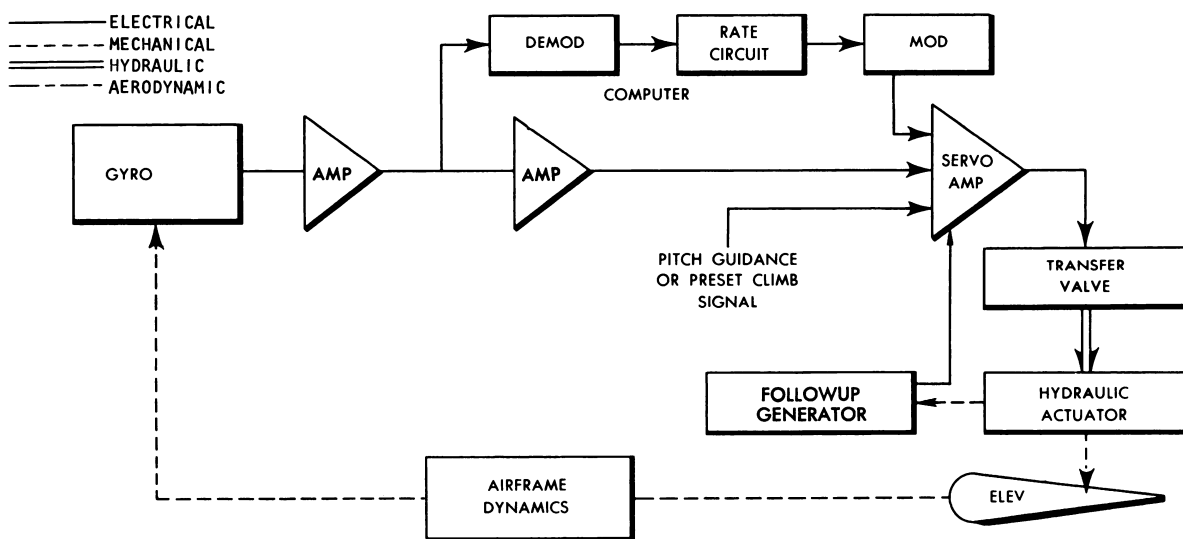 ELECTRICAL
MECHANICAL
HYDRAULIC
AERODYNAMIC
DEMOD
RATE
CIRCUIT
MOD
COMPUTER
GYRO
AMP
AMP
SERVO
AMP
PITCH GUIDANCE
OR PRESET CLIMB
SIGNAL
TRANSFER
VALVE
FOLLOWUP
GENERATOR
HYDRAULIC
ACTUATOR
AIRFRAME
DYNAMICS
ELEV